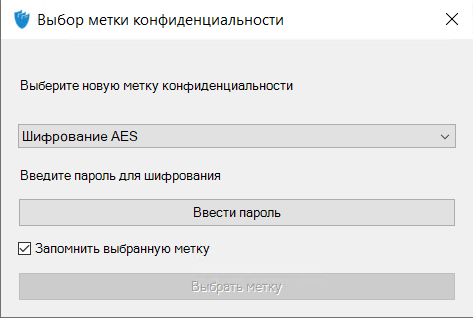 Выбор метки конфиденциальности
Выберите новую метку конфиденциальности
Шифрование AES
Введите пароль для шифрования
Ввести пароль
Запомнить выбранную метку
Выбрать метку